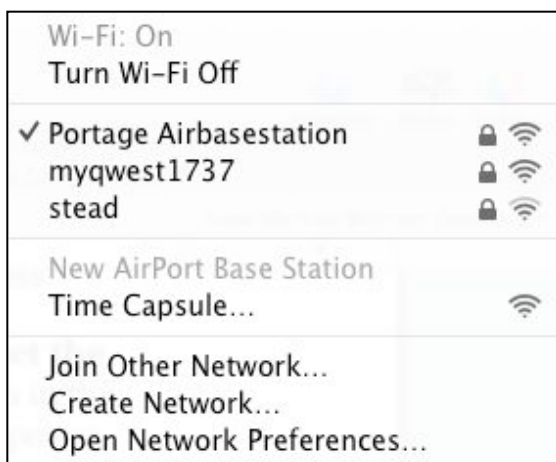 Wi-Fi: On
Turn Wi-Fi Off
✓ Portage Airbasestation
myqwest1737
stead
New AirPort Base Station
Time Capsule...
Join Other Network...
Create Network...
Open Network Preferences...